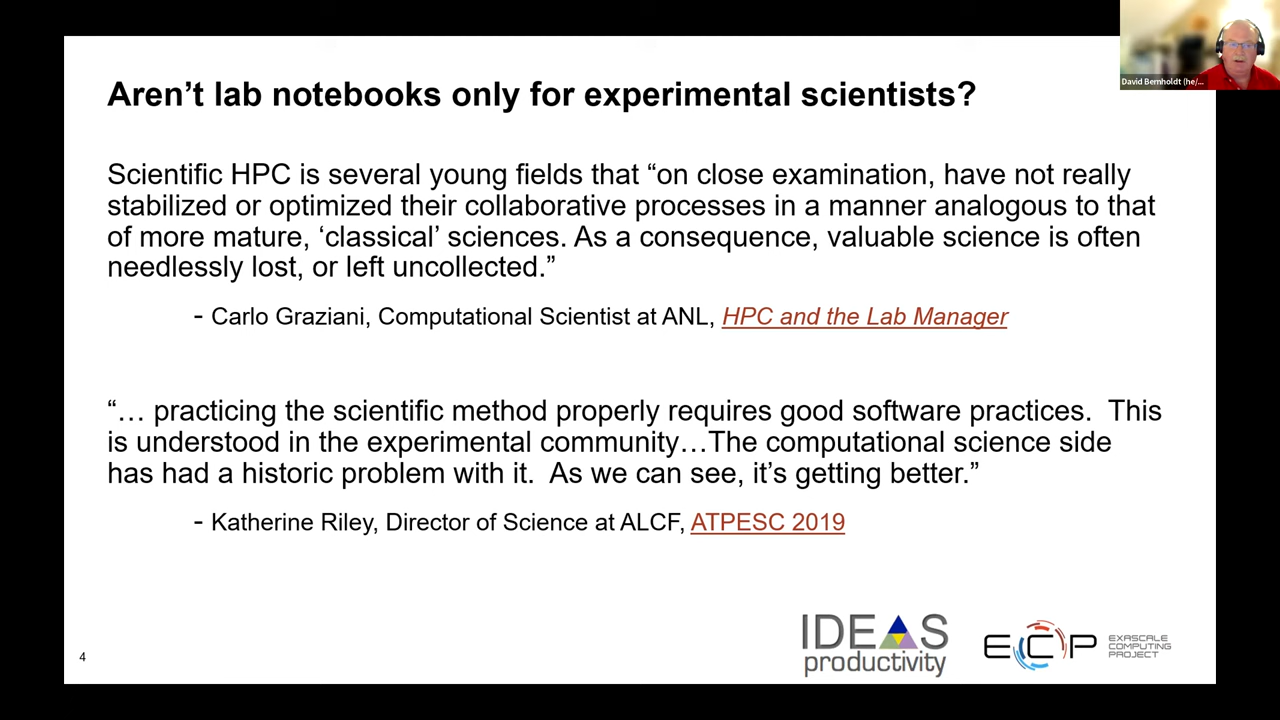 Aren’t lab notebooks only for experimental scientists?
Scientific HPC is several young fields that “on close examination, have not really
stabilized or optimized their collaborative processes in a manner analogous to that
of more mature, ‘classical’ sciences. As a consequence, valuable science is often
needlessly lost, or left uncollected.”
- Carlo Graziani, Computational Scientist at ANL, HPC and the Lab Manager
“… practicing the scientific method properly requires good software practices.  This
is understood in the experimental community…The computational science side
has had a historic problem with it.  As we can see, it’s getting better.”
- Katherine Riley, Director of Science at ALCF, ATPESC 2019
4
IDEAS
productivity
ECP
EXASCALE
COMPUTING
PROJECT
David Bernholdt (he/...